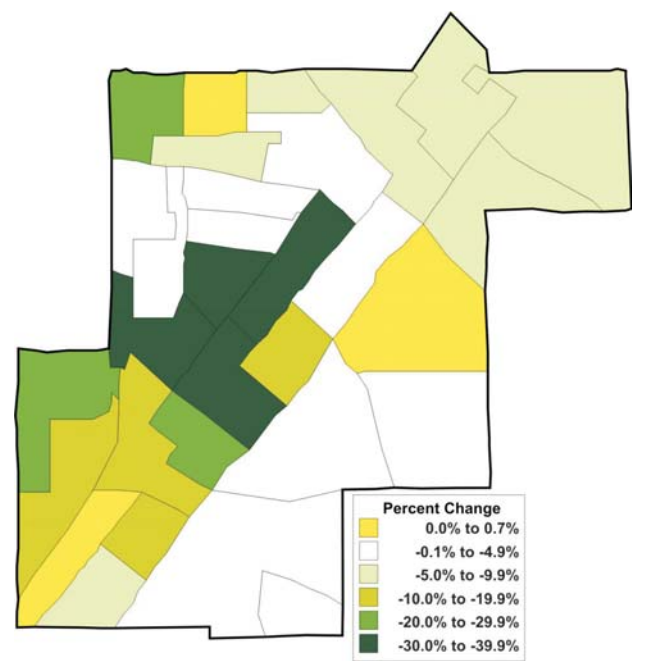 Percent Change
0.0% to 0.7%
-0.1% to -4.9%
-5.0% to -9.9%
-10.0% to -19.9%
-20.0% to -29.9%
-30.0% to -39.9%